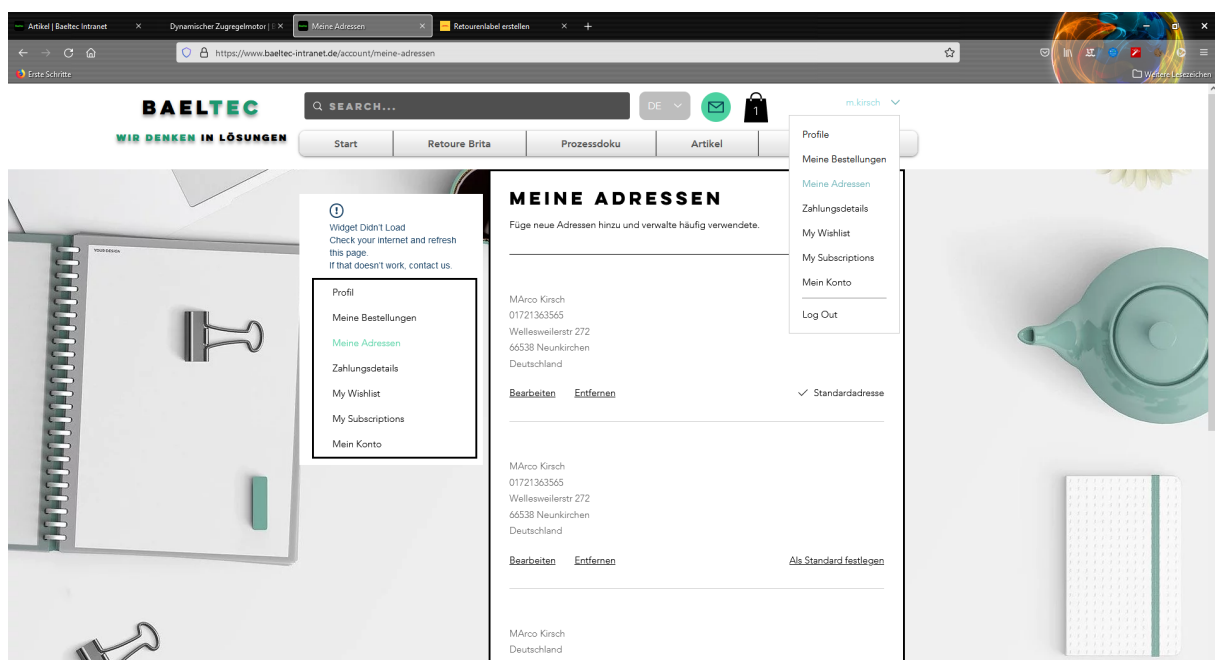 Artikel | Baeltec Intranet
Dynamischer Zugregelmotor |
Meine Adressen
Retourenlabel erstellen
https://www.baeltec-intranet.de/account/meine-adressen
Erste Schritte
Weitere Lesezeichen
BAELTEC
WIR DENKEN IN LÖSUNGEN
SEARCH...
DE
1
m.kirsch
Start
Retoure Brita
Prozessdoku
Artikel
Profile
Meine Bestellungen
Meine Adressen
Zahlungsdetails
My Wishlist
My Subscriptions
Mein Konto
Log Out
YOUR DESIGN
Widget Didn't Load
Check your internet and refresh
this page.
If that doesn't work, contact us.
Profil
Meine Bestellungen
Meine Adressen
Zahlungsdetails
My Wishlist
My Subscriptions
Mein Konto
MEINE ADRESSEN
Füge neue Adressen hinzu und verwalte häufig verwendete.
MArco Kirsch
01721363565
Wellesweilerstr 272
66538 Neunkirchen
Deutschland
Bearbeiten Entfernen
Standardadresse
MArco Kirsch
01721363565
Wellesweilerstr 272
66538 Neunkirchen
Deutschland
Bearbeiten Entfernen
Als Standard festlegen
MArco Kirsch
Deutschland